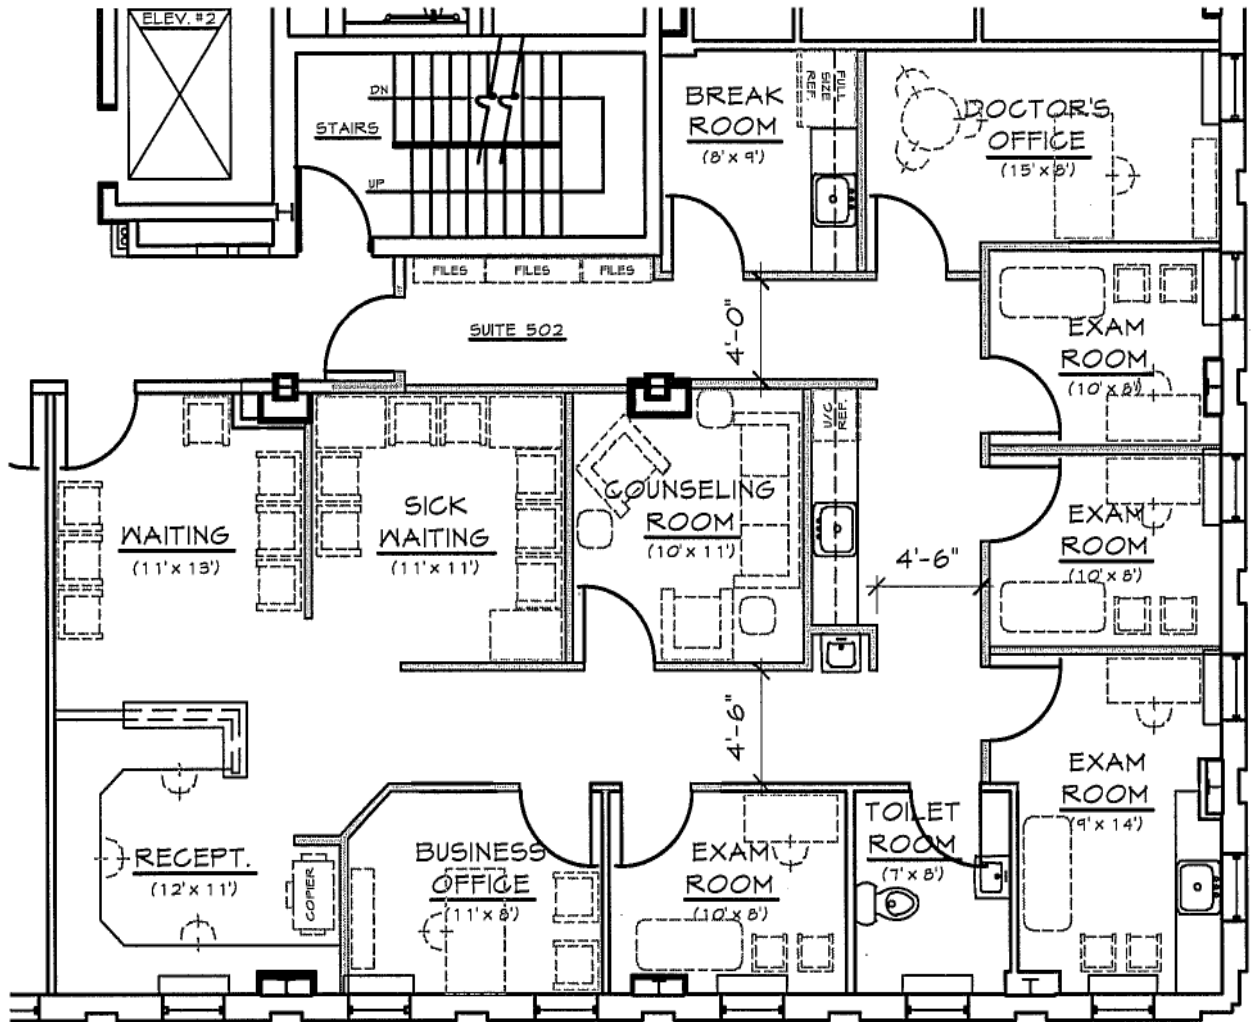 ELEV. #2
DN
STAIRS
UP
BREAK
ROOM
(8' x 9')
FULL
SIZE
REF.
DOCTOR'S
OFFICE
(15' x 8')
FILES
FILES
FILES
SUITE 502
4'-0"
EXAM
ROOM
(10' x 8')
U/C
REF.
WAITING
(11' x 13')
SICK
WAITING
(11' x 11')
COUNSELING
ROOM
(10' x 11')
4'-6"
EXAM
ROOM
(10' x 8')
4'-6"
EXAM
ROOM
(9' x 14')
RECEPT.
(12' x 11')
COPIER
BUSINESS
OFFICE
(11' x 8')
EXAM
ROOM
(10' x 8')
TOILET
ROOM
(7' x 8')